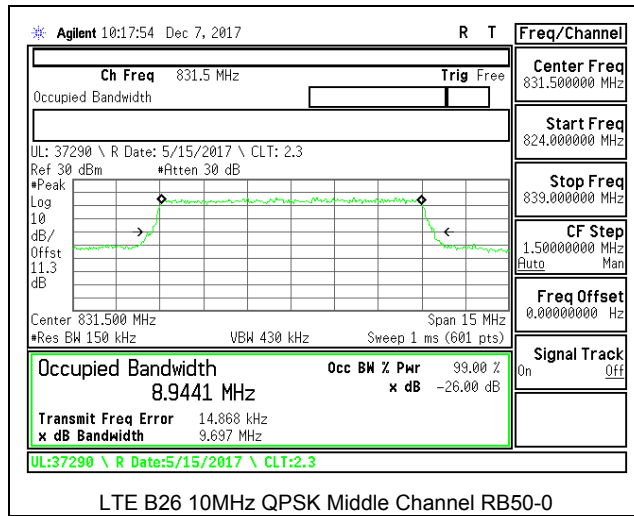 Agilent 10:17:54 Dec 7, 2017 R T
Freq/Channel
Ch Freq 831.5 MHz Trig Free
Occupied Bandwidth
Center Freq
831.500000 MHz
Start Freq
824.000000 MHz
UL: 37290 \ R Date: 5/15/2017 \ CLT: 2.3
Ref 30 dBm #Atten 30 dB
#Peak
Log
10
dB/
Offst
11.3
dB
Stop Freq
839.000000 MHz
CF Step
1.50000000 MHz
Auto Man
Freq Offset
0.00000000 Hz
Center 831.500 MHz Span 15 MHz
#Res BW 150 kHz VBW 430 kHz Sweep 1 ms (601 pts)
Signal Track
On Off
Occupied Bandwidth Occ BW % Pwr 99.00 %
8.9441 MHz x dB -26.00 dB
Transmit Freq Error 14.868 kHz
x dB Bandwidth 9.697 MHz
UL:37290 \ R Date:5/15/2017 \ CLT:2.3
LTE B26 10MHz QPSK Middle Channel RB50-0